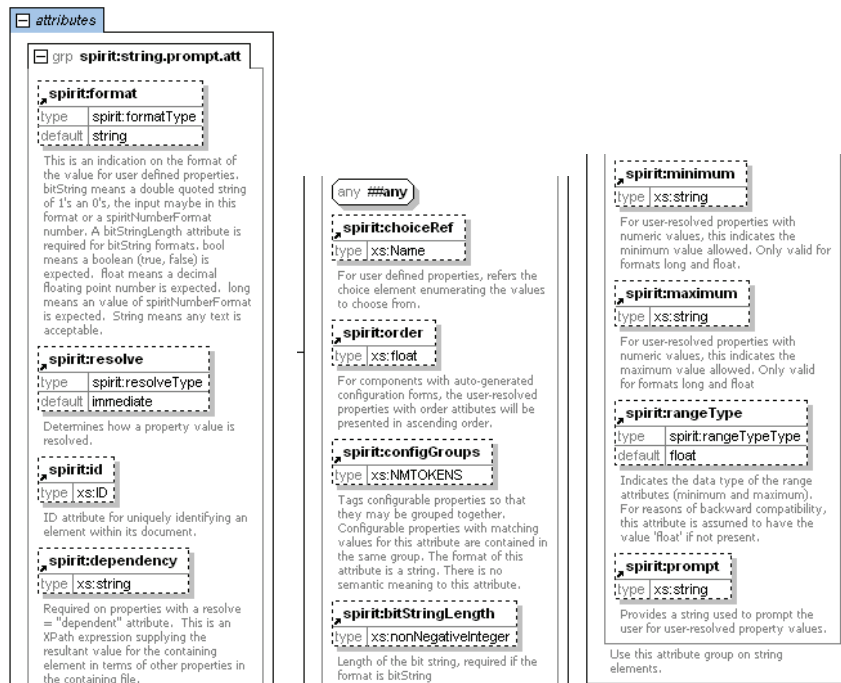 attributes
grp spirit:string.prompt.att
spirit:format
type spirit:formatType
default string
This is an indication on the format of
the value for user defined properties.
bitString means a double quoted string
of 1's an 0's, the input maybe in this
format or a spiritNumberFormat
number. A bitStringLength attribute is
required for bitString formats. bool
means a boolean (true, false) is
expected. float means a decimal
floating point number is expected. long
means an value of spiritNumberFormat
is expected. String means any text is
acceptable.
spirit:resolve
type spirit:resolveType
default immediate
Determines how a property value is
resolved.
spirit:id
type xs:ID
ID attribute for uniquely identifying an
element within its document.
spirit:dependency
type xs:string
Required on properties with a resolve
= "dependent" attribute. This is an
XPath expression supplying the
resultant value for the containing
element in terms of other properties in
the containing file.
any ##any
spirit:choiceRef
type xs:Name
For user defined properties, refers the
choice element enumerating the values
to choose from.
spirit:order
type xs:float
For components with auto-generated
configuration forms, the user-resolved
properties with order attibutes will be
presented in ascending order.
spirit:configGroups
type xs:NMTOKENS
Tags configurable properties so that
they may be grouped together.
Configurable properties with matching
values for this attribute are contained in
the same group. The format of this
attribute is a string. There is no
semantic meaning to this attribute.
spirit:bitStringLength
type xs:nonNegativeInteger
Length of the bit string, required if the
format is bitString
spirit:minimum
type xs:string
For user-resolved properties with
numeric values, this indicates the
minimum value allowed. Only valid for
formats long and float.
spirit:maximum
type xs:string
For user-resolved properties with
numeric values, this indicates the
maximum value allowed. Only valid
for formats long and float
spirit:rangeType
type spirit:rangeTypeType
default float
Indicates the data type of the range
attributes (minimum and maximum).
For reasons of backward compatibility,
this attribute is assumed to have the
value 'float' if not present.
spirit:prompt
type xs:string
Provides a string used to prompt the
user for user-resolved property values.
Use this attribute group on string
elements.